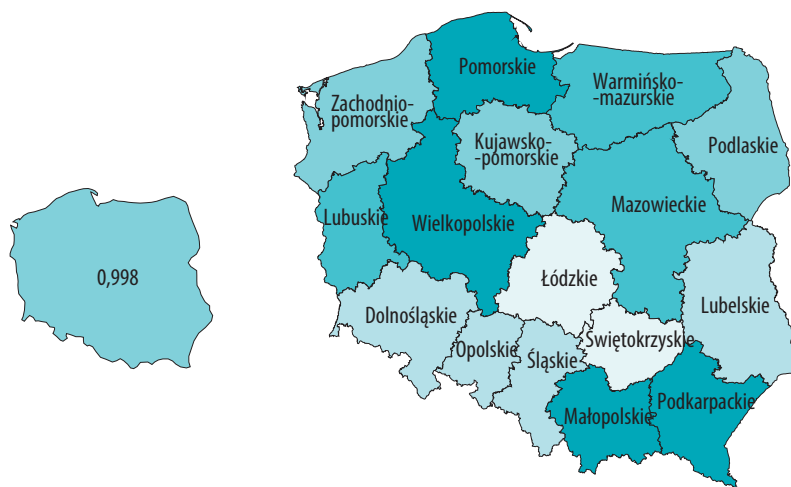 Pomorskie
Warmińsko-
-mazurskie
Zachodnio-
pomorskie
Kujawsko-
-pomorskie
Podlaskie
Lubuskie
Wielkopolskie
Mazowieckie
0,998
Łódzkie
Lubelskie
Dolnośląskie
Świętokrzyskie
Opolskie
Śląskie
Małopolskie
Podkarpackie